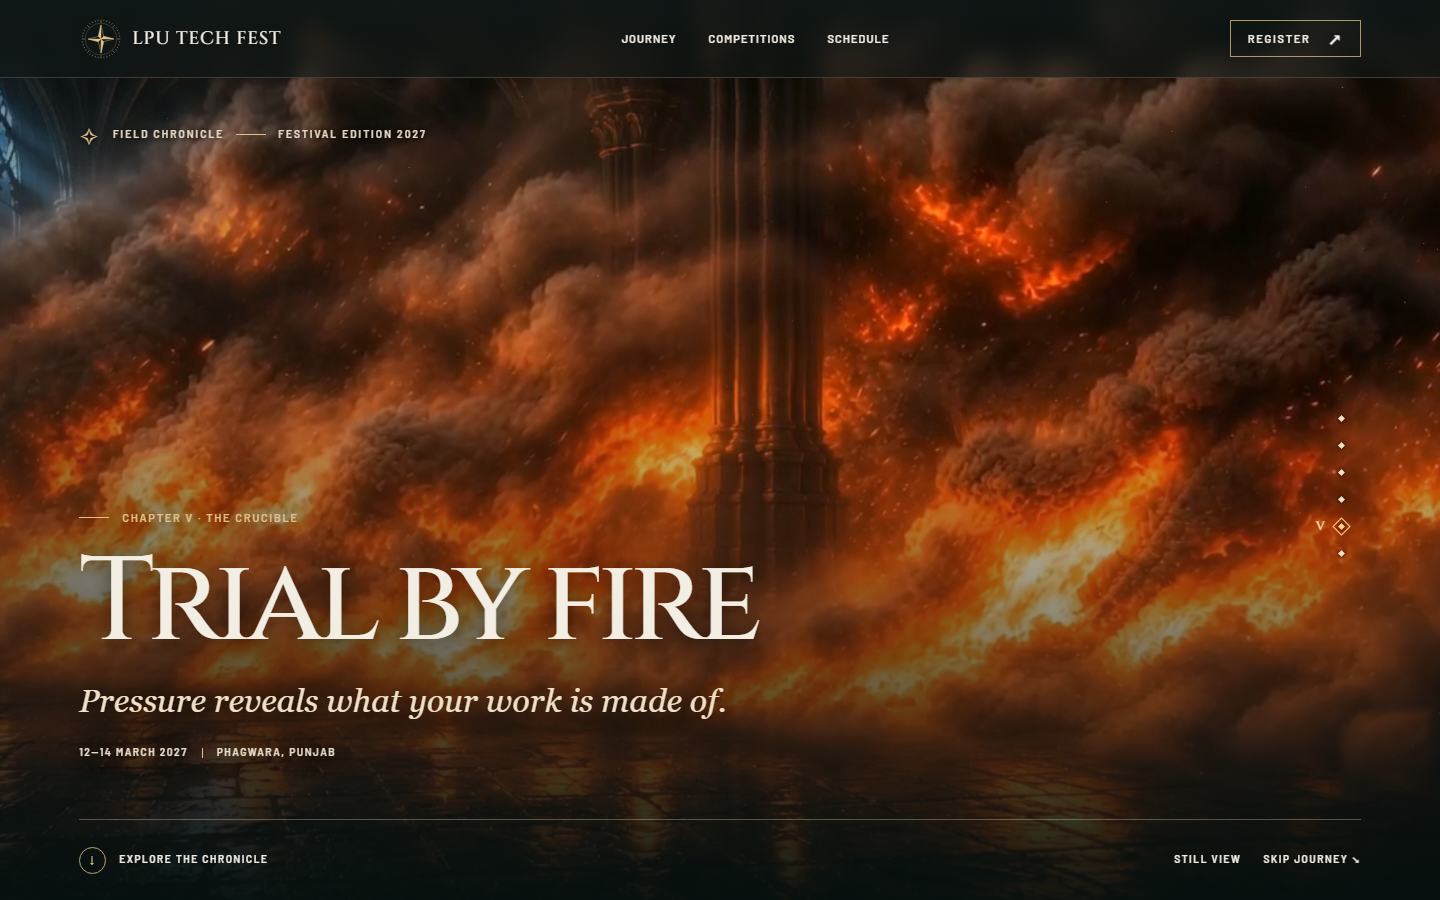 LPU TECH FEST
JOURNEY COMPETITIONS SCHEDULE
REGISTER ↗
FIELD CHRONICLE — FESTIVAL EDITION 2027
CHAPTER V · THE CRUCIBLE
V
TRIAL BY FIRE
Pressure reveals what your work is made of.
12–14 MARCH 2027 | PHAGWARA, PUNJAB
↓ EXPLORE THE CHRONICLE
STILL VIEW SKIP JOURNEY ↘